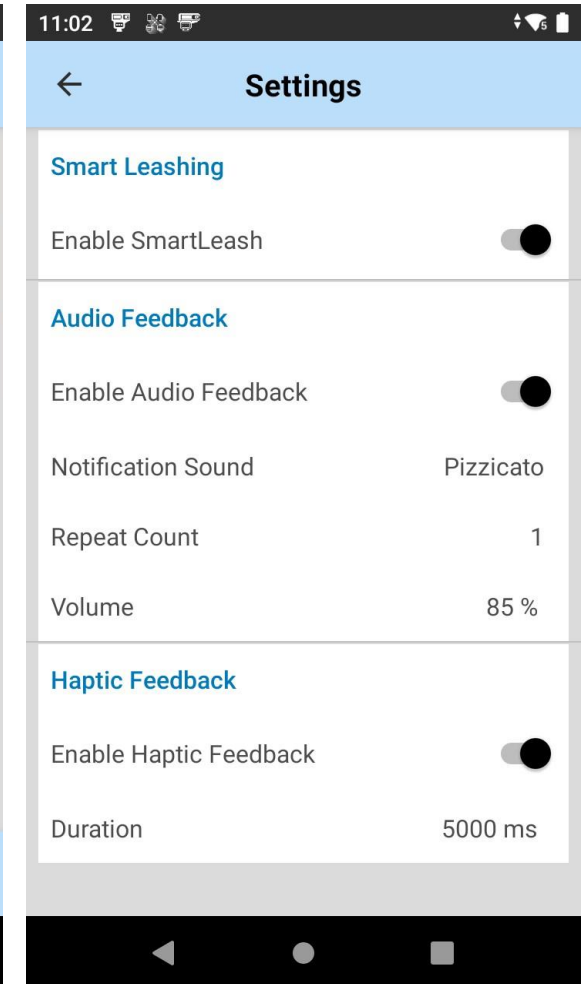 11:02
5
Settings
Smart Leashing
Enable SmartLeash
Audio Feedback
Enable Audio Feedback
Notification Sound Pizzicato
Repeat Count 1
Volume 85 %
Haptic Feedback
Enable Haptic Feedback
Duration 5000 ms